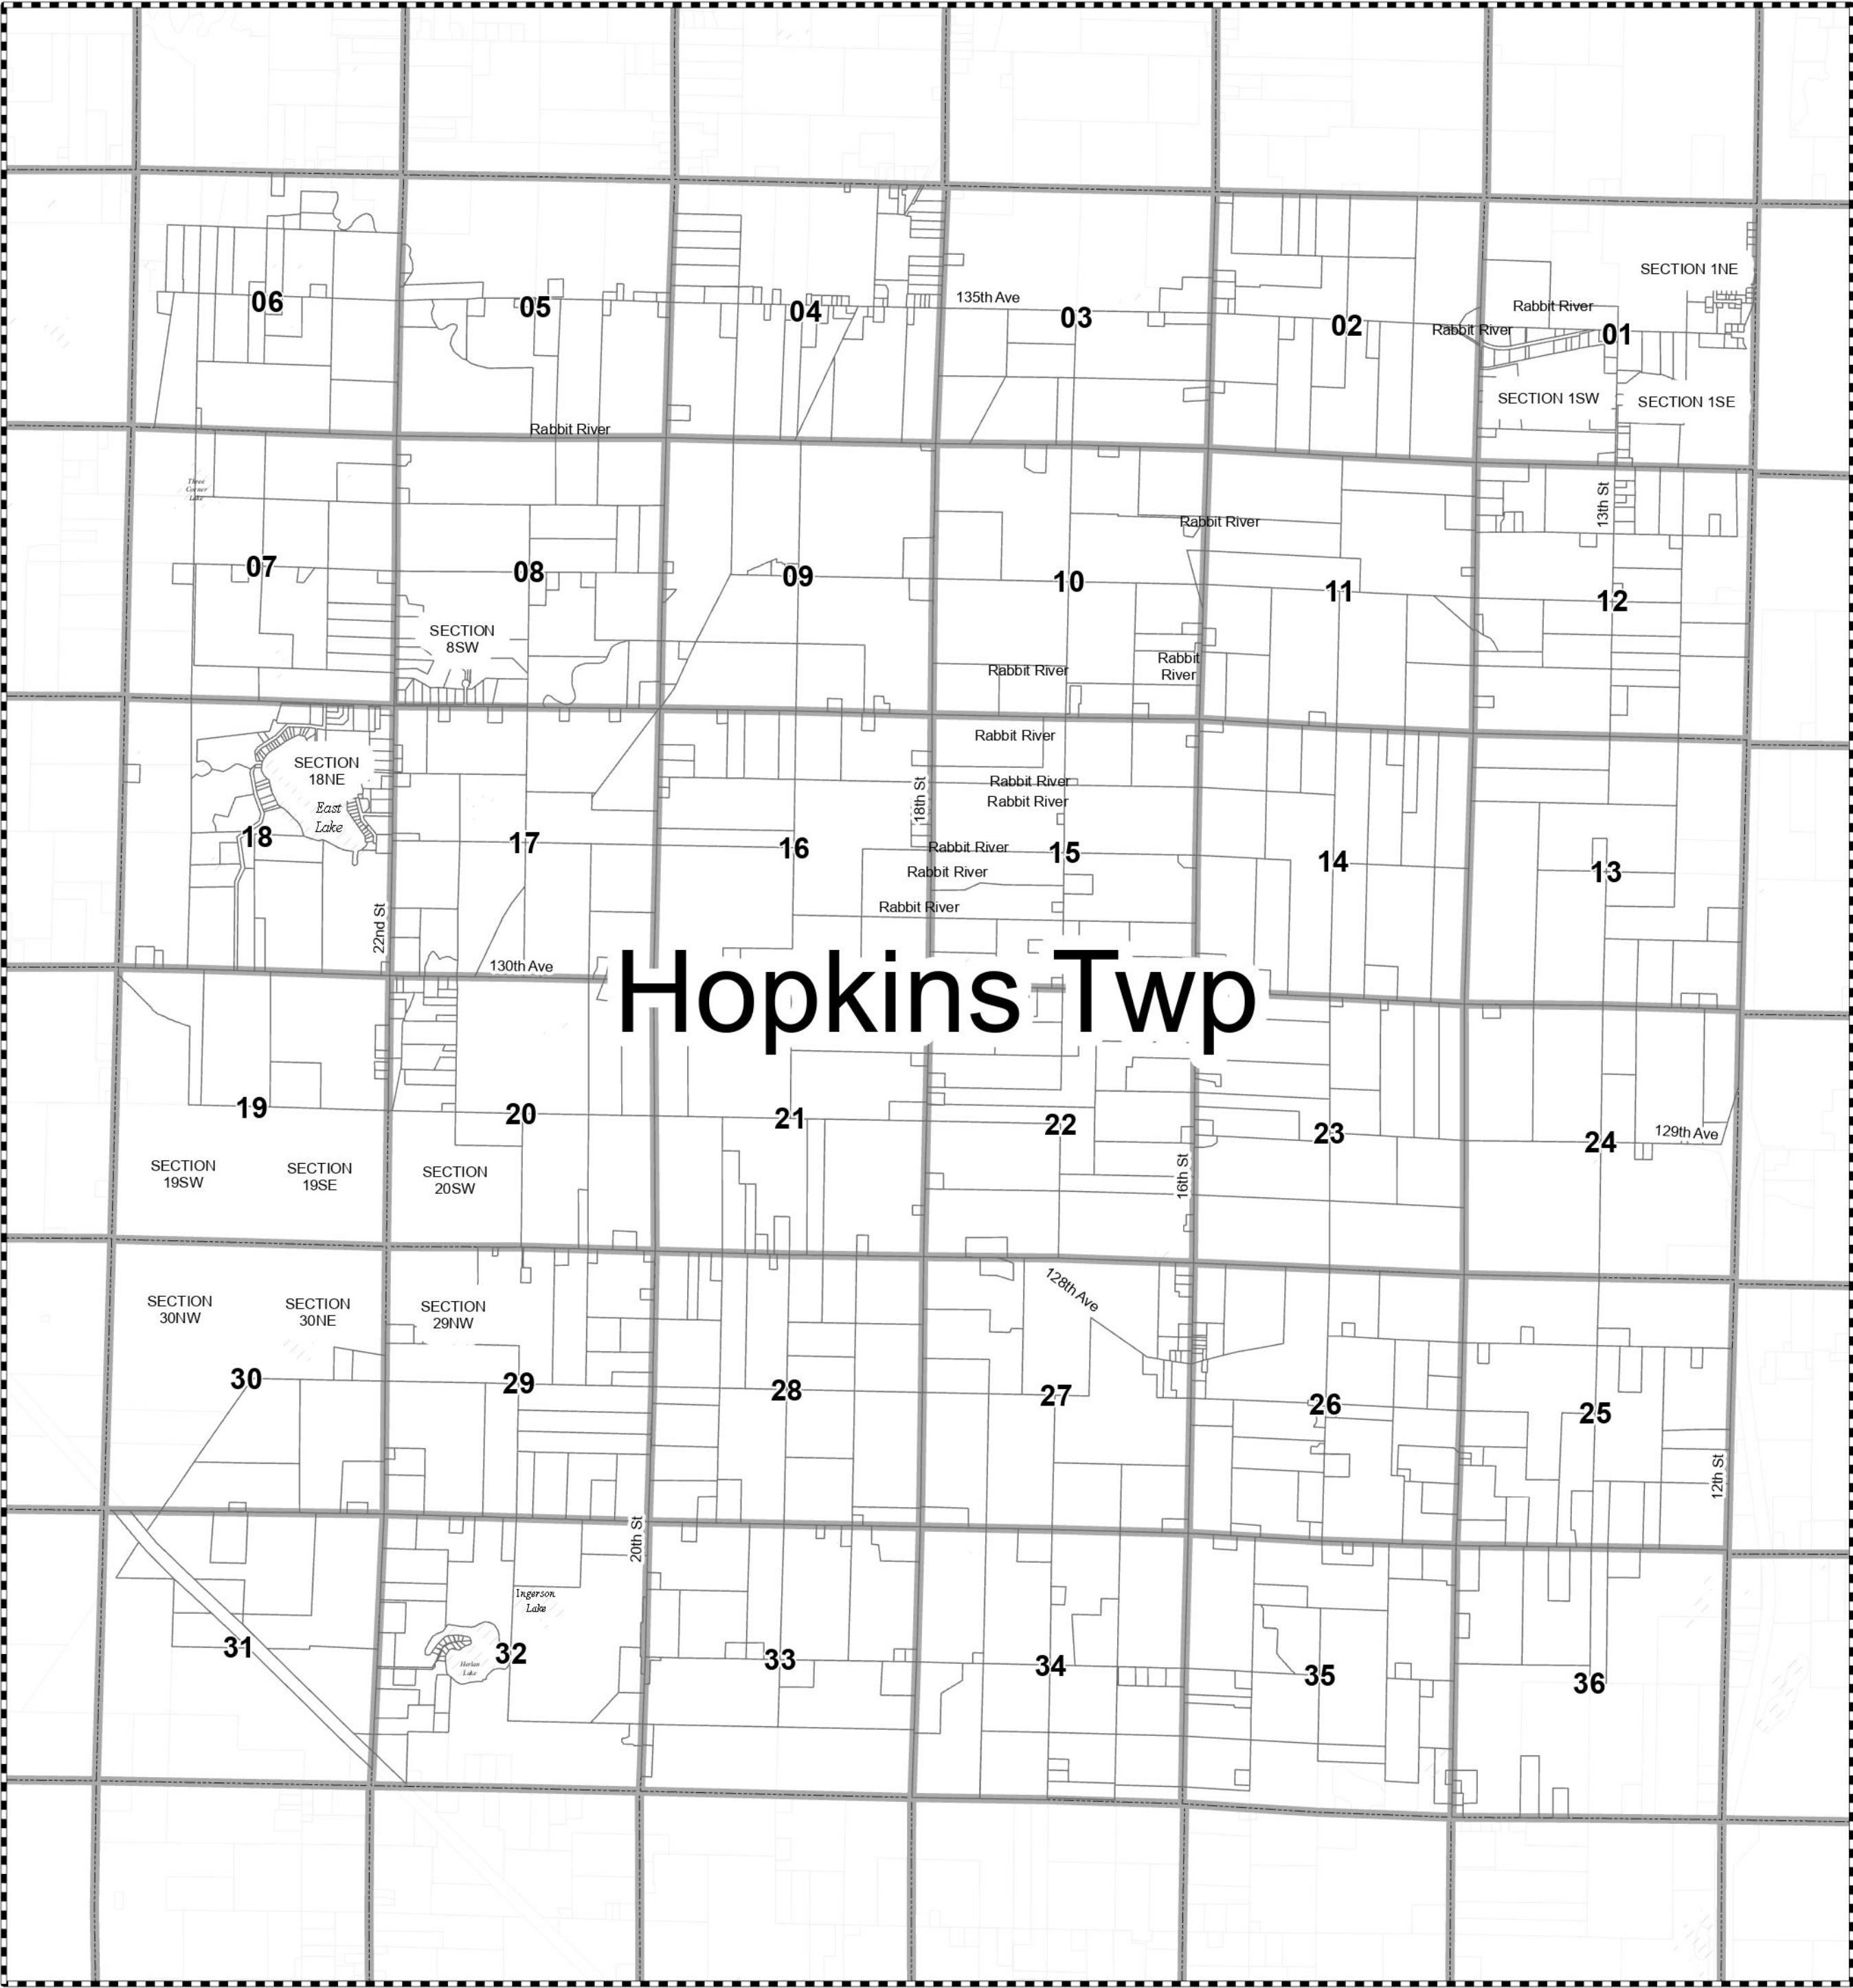 SECTION 1NE
06
05
04
135th Ave
03
02
Rabbit River
Rabbit River
01
SECTION 1SW
SECTION 1SE
Rabbit River
Three
Corner
Lake
13th St
Rabbit River
07
08
09
10
11
12
SECTION
8SW
Rabbit River
Rabbit
River
Rabbit River
SECTION
18NE
Rabbit River
18th St
Rabbit River
East
Lake
18
17
16
Rabbit River
15
14
13
Rabbit River
Rabbit River
22nd St
130th Ave
Hopkins Twp
19
20
21
22
23
24
129th Ave
SECTION
19SW
SECTION
19SE
SECTION
20SW
16th St
SECTION
30NW
SECTION
30NE
SECTION
29NW
128th Ave
30
29
28
27
26
25
12th St
20th St
Ingerson
Lake
31
32
Harlan
Lake
33
34
35
36